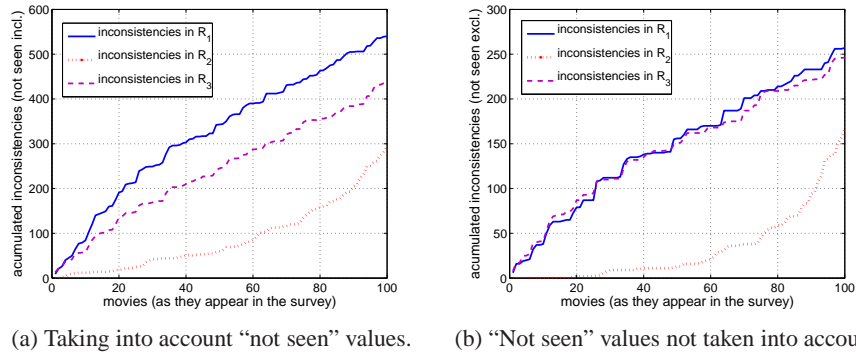 acumulated inconsistencies (not seen incl.)
600
500
400
300
200
100
0
inconsistencies in R1
inconsistencies in R2
inconsistencies in R3
0 20 40 60 80 100
movies (as they appear in the survey)
(a) Taking into account “not seen” values.
acumulated inconsistencies (not seen excl.)
300
250
200
150
100
50
0
inconsistencies in R1
inconsistencies in R2
inconsistencies in R3
0 20 40 60 80 100
movies (as they appear in the survey)
(b) “Not seen” values not taken into accou